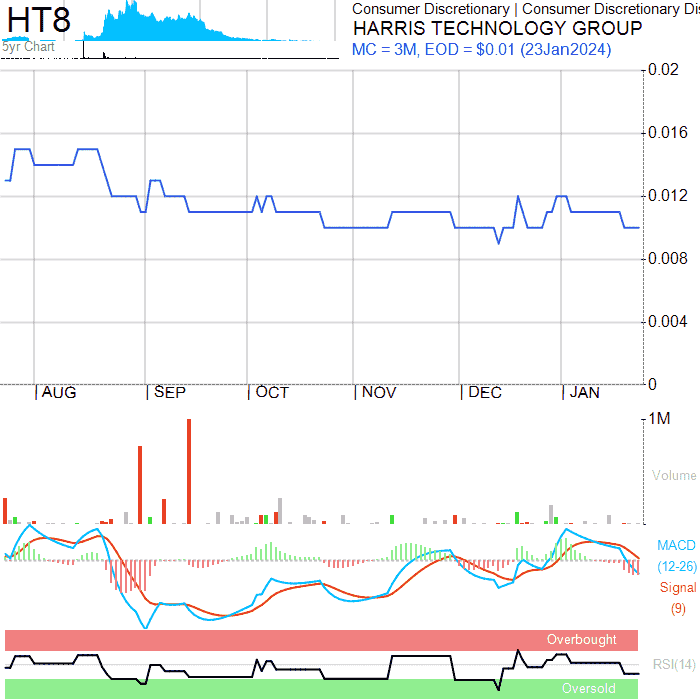 HT8
Consumer Discretionary | Consumer Discretionary Dis
HARRIS TECHNOLOGY GROUP
5yr Chart
MC = 3M, EOD = $0.01 (23Jan2024)
0.02
0.016
0.012
0.008
0.004
0
AUG SEP OCT NOV DEC JAN
1M
Volume
MACD
(12-26)
Signal
(9)
Overbought
RSI(14)
Oversold